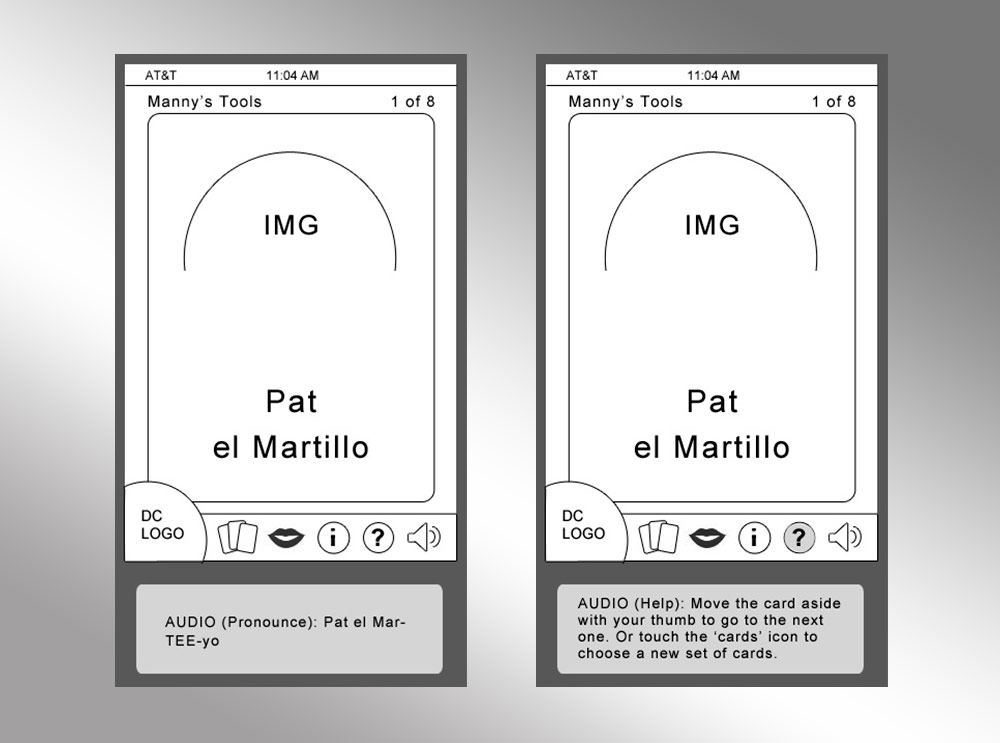 AT&T 11:04 AM
Manny’s Tools 1 of 8
IMG
Pat
el Martillo
DC
LOGO
i ?
AUDIO (Pronounce): Pat el Mar-
TEE-yo
AT&T 11:04 AM
Manny’s Tools 1 of 8
IMG
Pat
el Martillo
DC
LOGO
i ?
AUDIO (Help): Move the card aside
with your thumb to go to the next
one. Or touch the ‘cards’ icon to
choose a new set of cards.